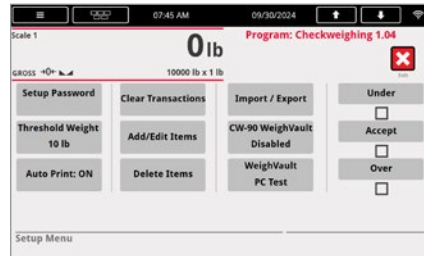 07:45 AM
09/30/2024
Scale 1
0 lb
Program: Checkweighing 1.04
GROSS →0←
10000 lb x 1 lb
Exit
Setup Password
Clear Transactions
Import / Export
Under
Threshold Weight
10 lb
Add/Edit Items
CW-90 WeighVault
Disabled
Accept
Auto Print: ON
Delete Items
WeighVault
PC Test
Over
Setup Menu